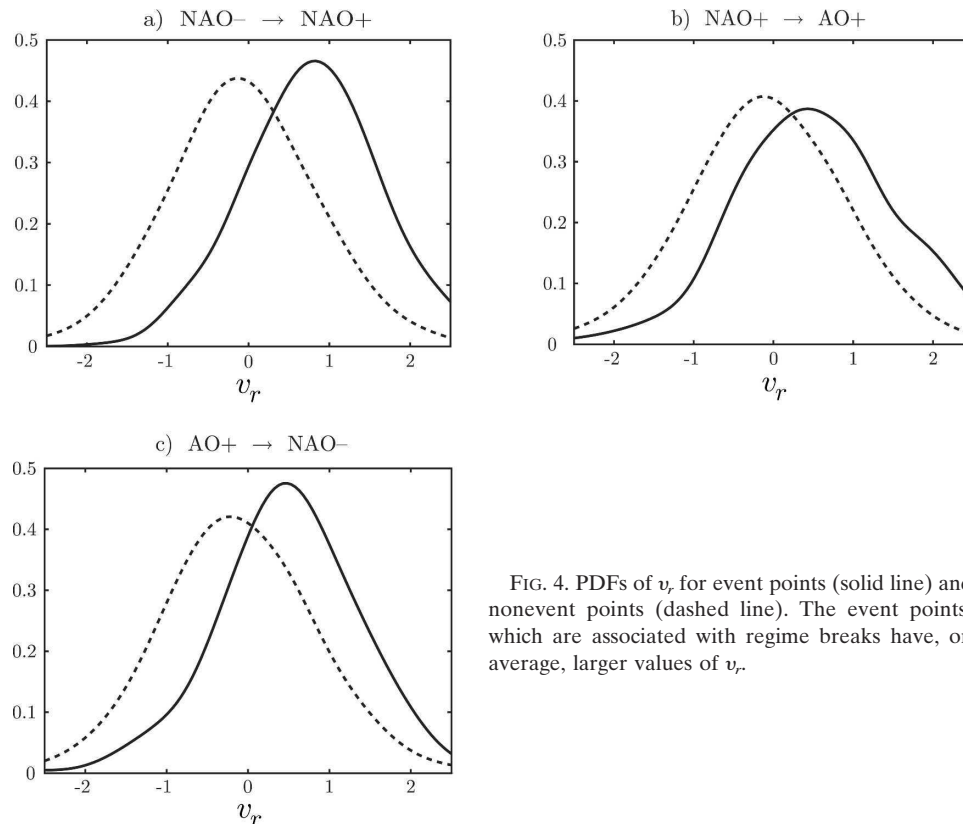 a) NAO– → NAO+
0.5
0.4
0.3
0.2
0.1
0
-2 -1 0 1 2
v_r
b) NAO+ → AO+
0.5
0.4
0.3
0.2
0.1
0
-2 -1 0 1 2
v_r
c) AO+ → NAO–
0.5
0.4
0.3
0.2
0.1
0
-2 -1 0 1 2
v_r
FIG. 4. PDFs of v_r for event points (solid line) and
nonevent points (dashed line). The event points
which are associated with regime breaks have, on
average, larger values of v_r.